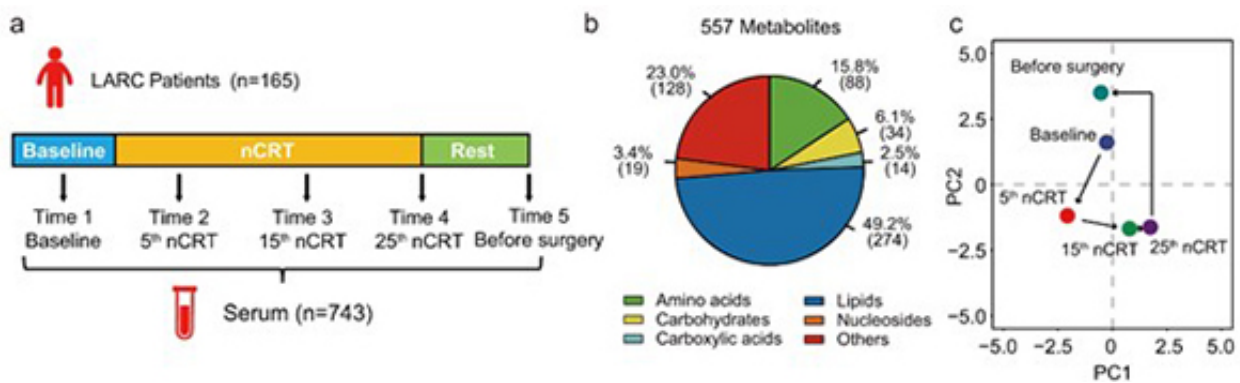 a
LARC Patients (n=165)
Baseline nCRT Rest
Time 1 Time 2 Time 3 Time 4 Time 5
Baseline 5th nCRT 15th nCRT 25th nCRT Before surgery
Serum (n=743)
b
557 Metabolites
23.0%
(128)
15.8%
(88)
6.1%
(34)
2.5%
(14)
3.4%
(19)
49.2%
(274)
Amino acids
Carbohydrates
Carboxylic acids
Lipids
Nucleosides
Others
c
PC2
5.0
2.5
0
−2.5
−5.0
Before surgery
Baseline
5th nCRT
15th nCRT
25th nCRT
−5.0 −2.5 0 2.5 5.0
PC1